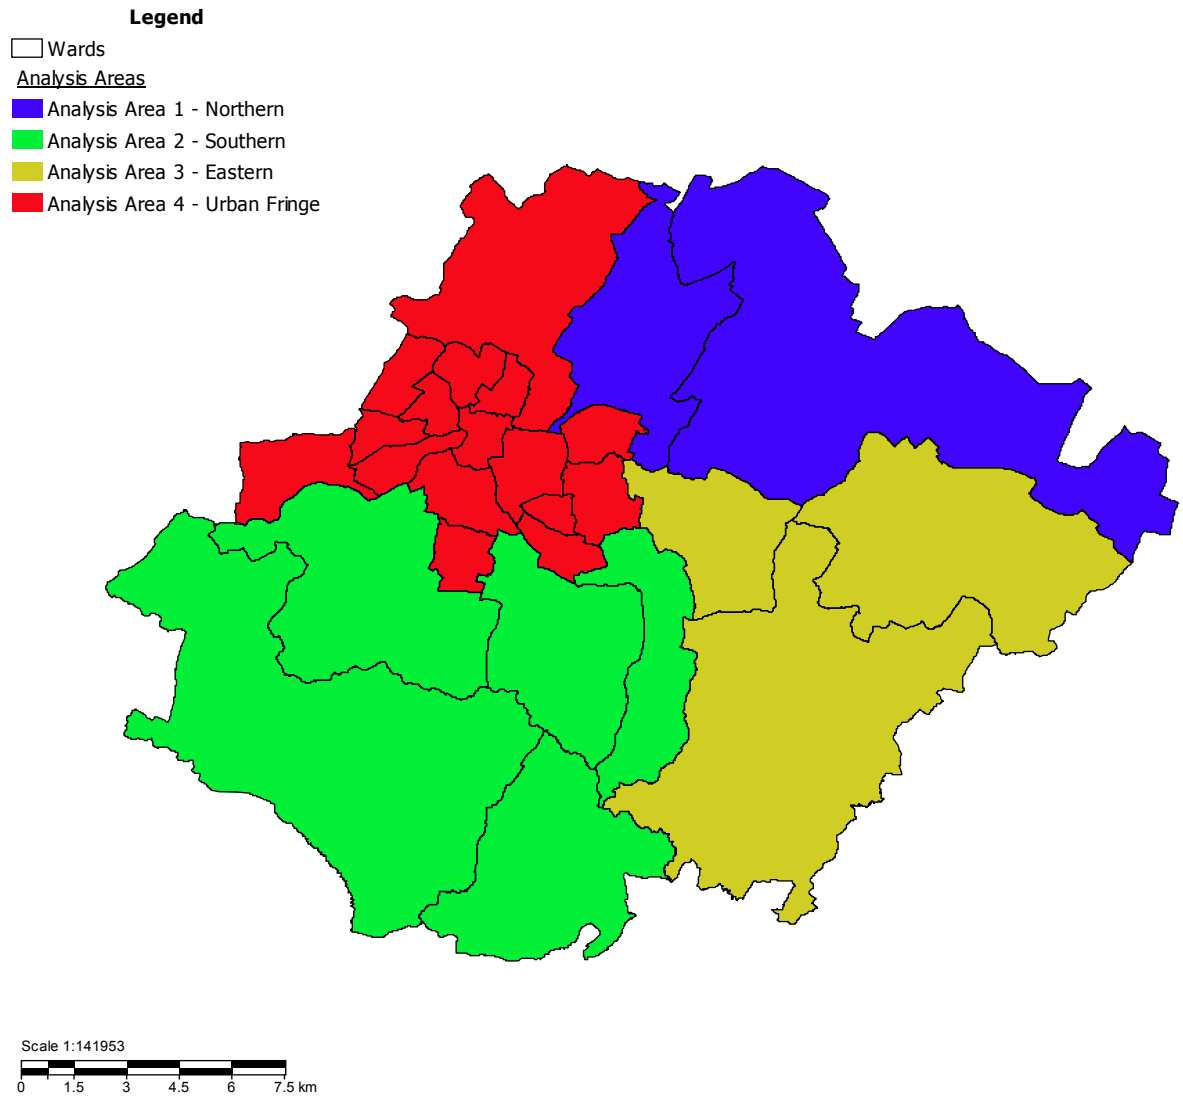 Legend
Wards
Analysis Areas
Analysis Area 1 - Northern
Analysis Area 2 - Southern
Analysis Area 3 - Eastern
Analysis Area 4 - Urban Fringe
Scale 1:141953
0 1.5 3 4.5 6 7.5 km